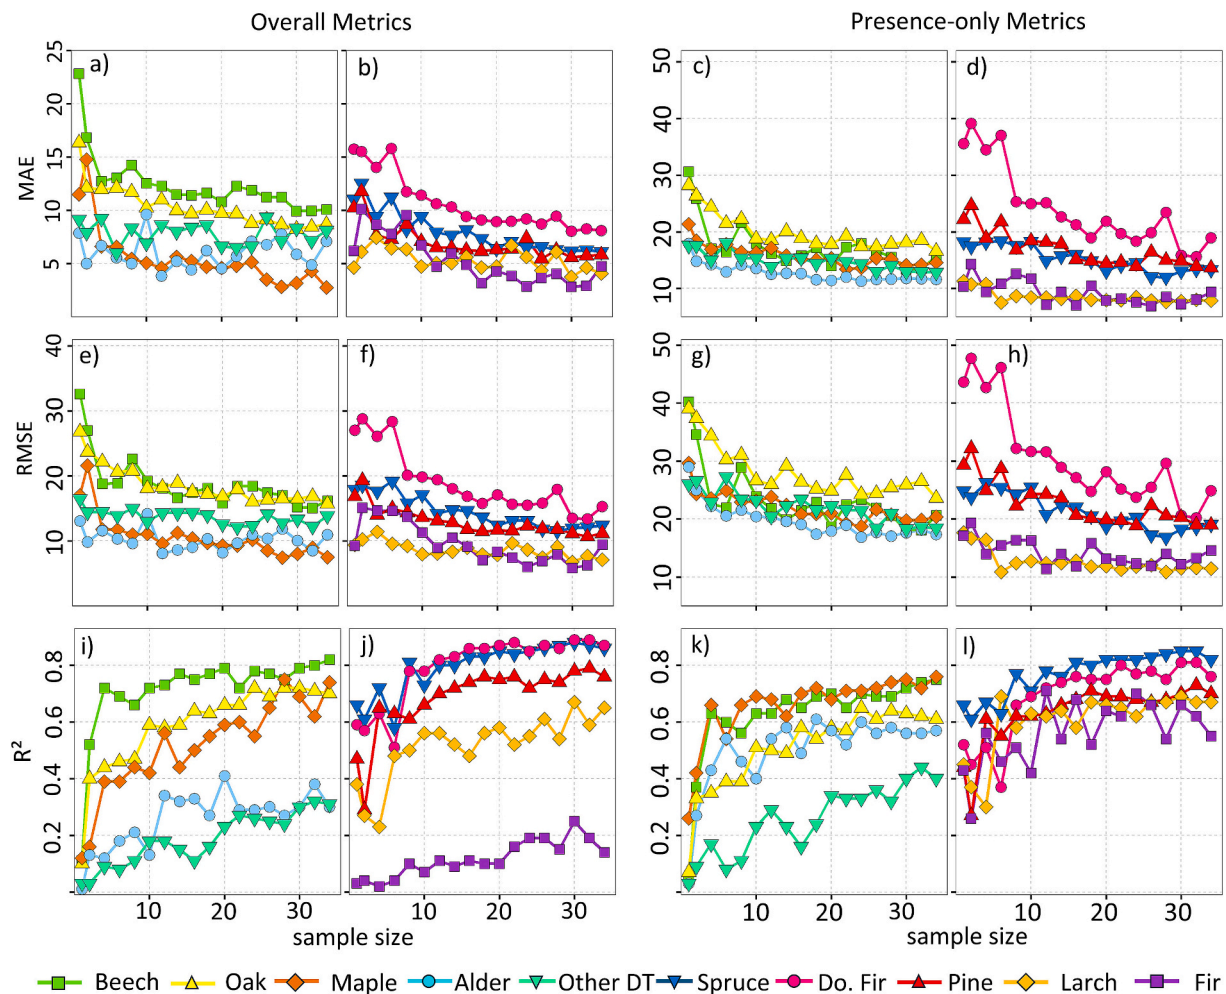 Overall Metrics Presence-only Metrics
MAE
25
20
15
10
5
a) b)
50
40
30
20
10
c) d)
RMSE
40
30
20
10
e) f)
50
40
30
20
10
g) h)
R²
0.8
0.6
0.4
0.2
i) j)
0.8
0.6
0.4
0.2
k) l)
10 20 30 10 20 30 10 20 30 10 20 30
sample size sample size
Beech Oak Maple Alder Other DT Spruce Do. Fir Pine Larch Fir